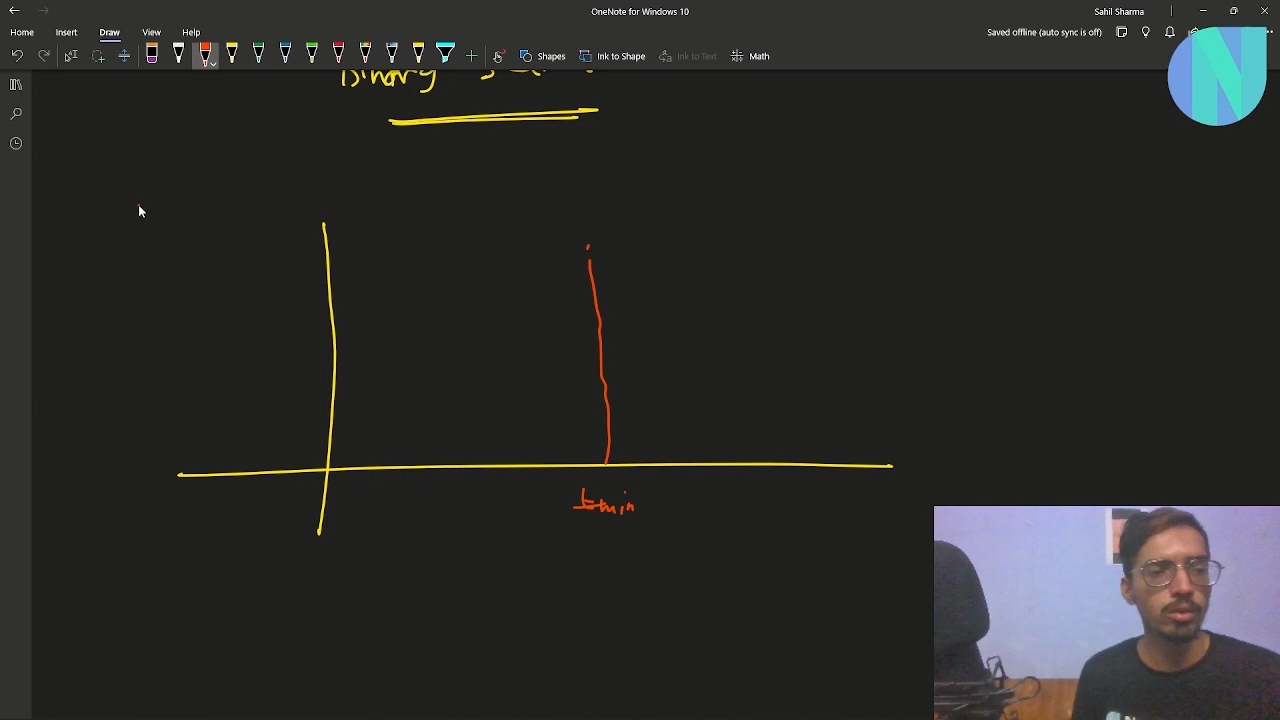 OneNote for Windows 10
Sahil Sharma
Home Insert Draw View Help
Saved offline (auto sync is off)
Shapes Ink to Shape Ink to Text Math
Binary
tmin